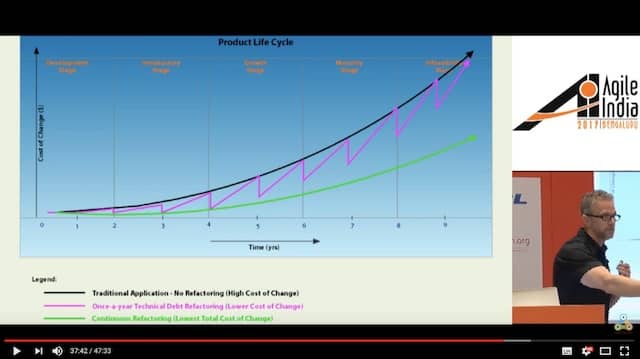 Product Life Cycle
Development
Stage
Introduction
Stage
Growth
Stage
Maturity
Stage
Stage
Cost of Change ($)
0 1 2 3 4 5 6 7 8 9
Time (yrs)
Legend:
Traditional Application - No Refactoring (High Cost of Change)
Once-a-year Technical Debt Refactoring (Lower Cost of Change)
Continuous Refactoring (Lowest Total Cost of Change)
Agile
India
2017 BENGALURU
n.org
37:42 / 47:33